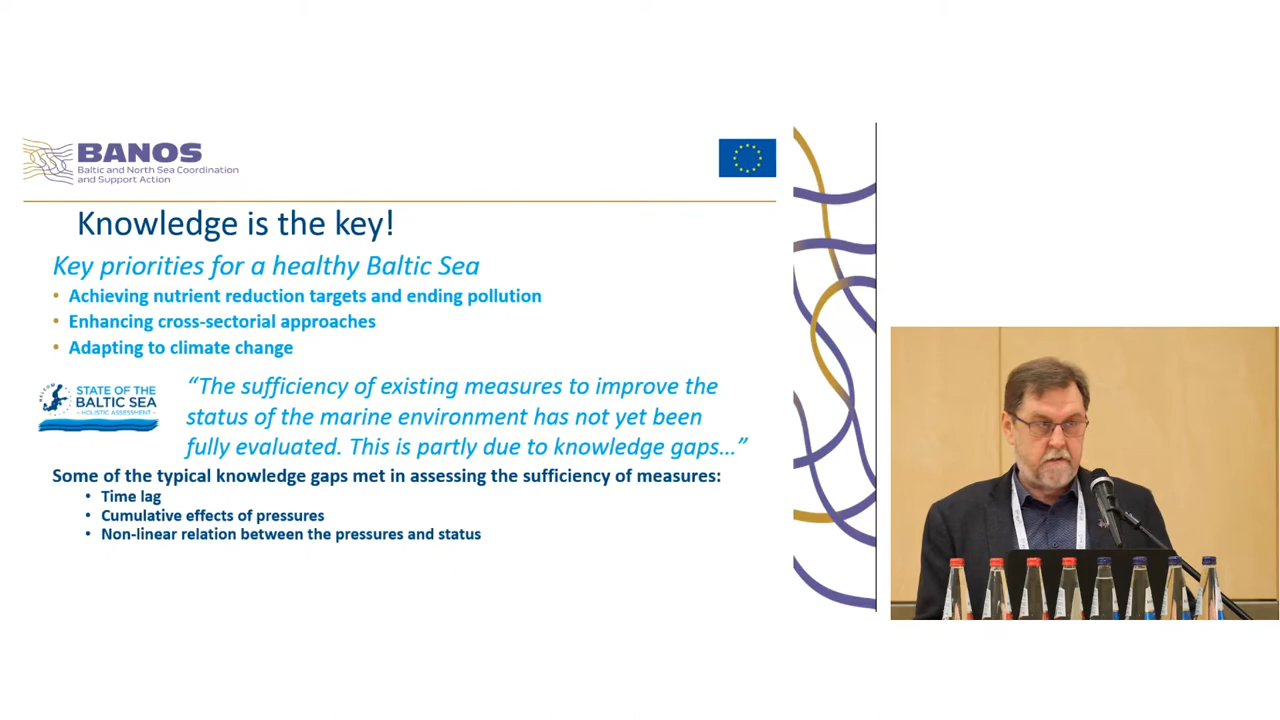 BANOS
Baltic and North Sea Coordination
and Support Action
Knowledge is the key!
Key priorities for a healthy Baltic Sea
• Achieving nutrient reduction targets and ending pollution
• Enhancing cross-sectorial approaches
• Adapting to climate change
HELCOM
STATE OF THE
BALTIC SEA
- HOLISTIC ASSESSMENT -
“The sufficiency of existing measures to improve the
status of the marine environment has not yet been
fully evaluated. This is partly due to knowledge gaps…”
Some of the typical knowledge gaps met in assessing the sufficiency of measures:
• Time lag
• Cumulative effects of pressures
• Non-linear relation between the pressures and status